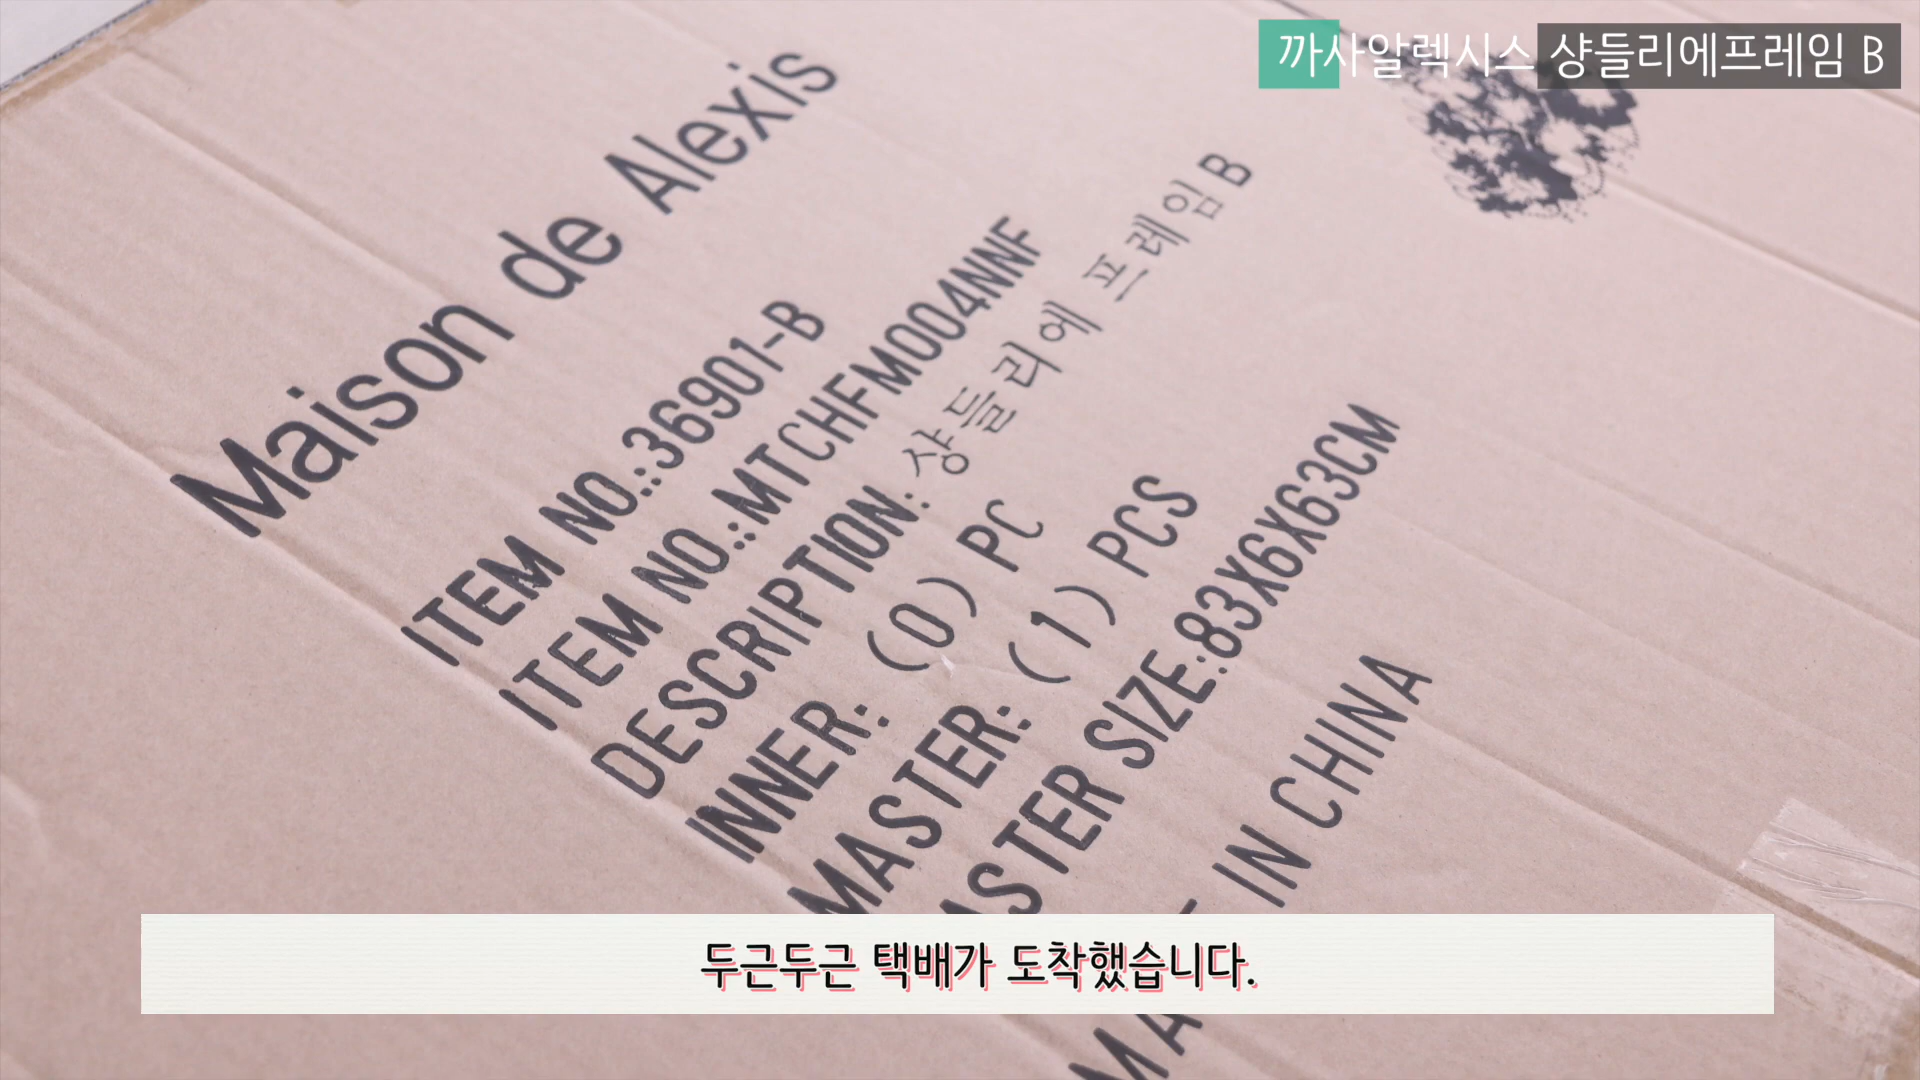 까사알렉시스 샹들리에프레임 B
Maison de Alexis
ITEM NO.:36901-B
ITEM NO.:MTCHFM004NNF
DESCRIPTION: 샹들리에 프레임 B
INNER: (0) PC
MASTER: (1) PCS
MASTER SIZE:83X6X63CM
IN CHINA
두근두근 택배가 도착했습니다.